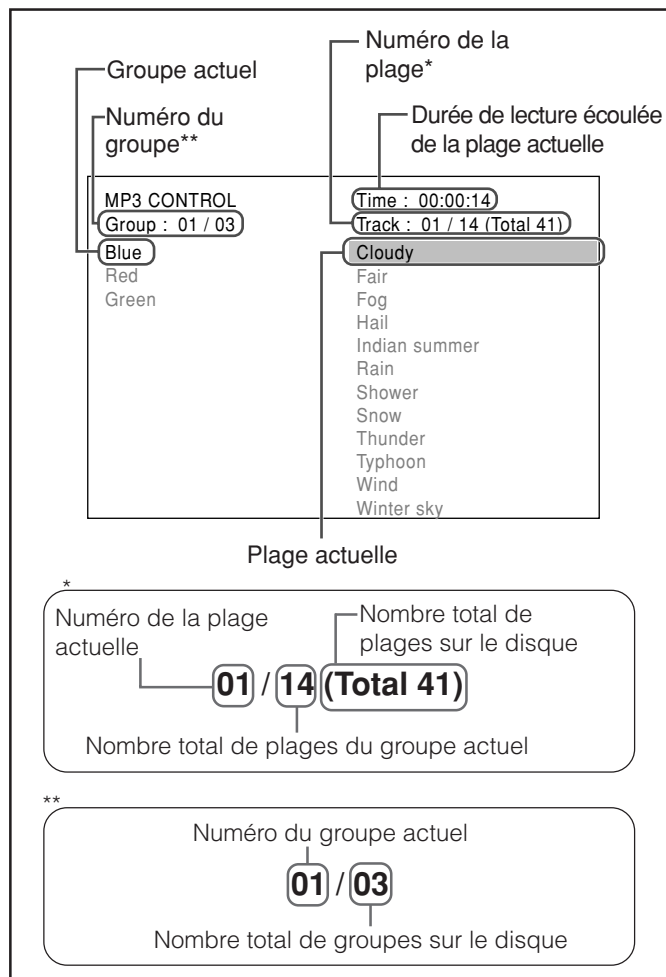 Numéro de la
plage*
Groupe actuel
Numéro du
groupe**
Durée de lecture écoulée
de la plage actuelle
MP3 CONTROL
Group : 01 / 03
Blue
Red
Green
Time : 00:00:14
Track : 01 / 14 (Total 41)
Cloudy
Fair
Fog
Hail
Indian summer
Rain
Shower
Snow
Thunder
Typhoon
Wind
Winter sky
Plage actuelle
*
Numéro de la plage
actuelle
Nombre total de
plages sur le disque
01 / 14 (Total 41)
Nombre total de plages du groupe actuel
**
Numéro du groupe actuel
01 / 03
Nombre total de groupes sur le disque